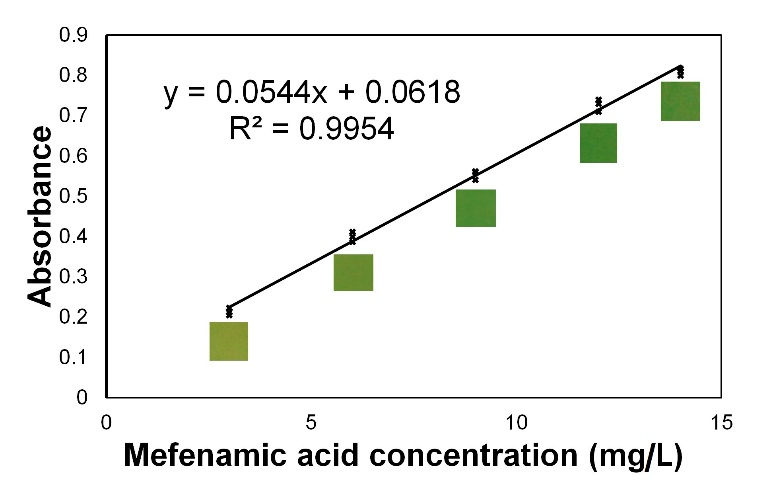 0.9
0.8
0.7
0.6
0.5
0.4
0.3
0.2
0.1
0
Absorbance
y = 0.0544x + 0.0618
R² = 0.9954
0 5 10 15
Mefenamic acid concentration (mg/L)